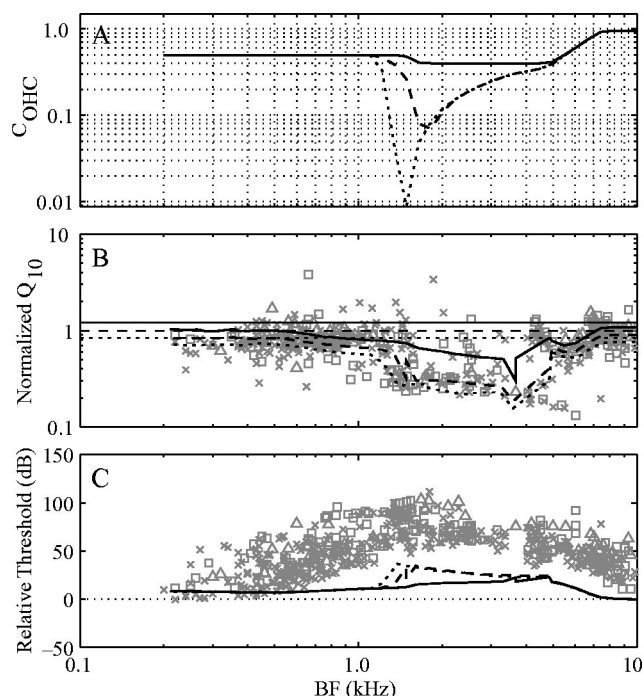 A
1.0
0.1
0.01
C_OHC
B
10
1
0.1
Normalized Q_10
C
150
100
50
0
−50
Relative Threshold (dB)
0.1
1.0
10
BF (kHz)